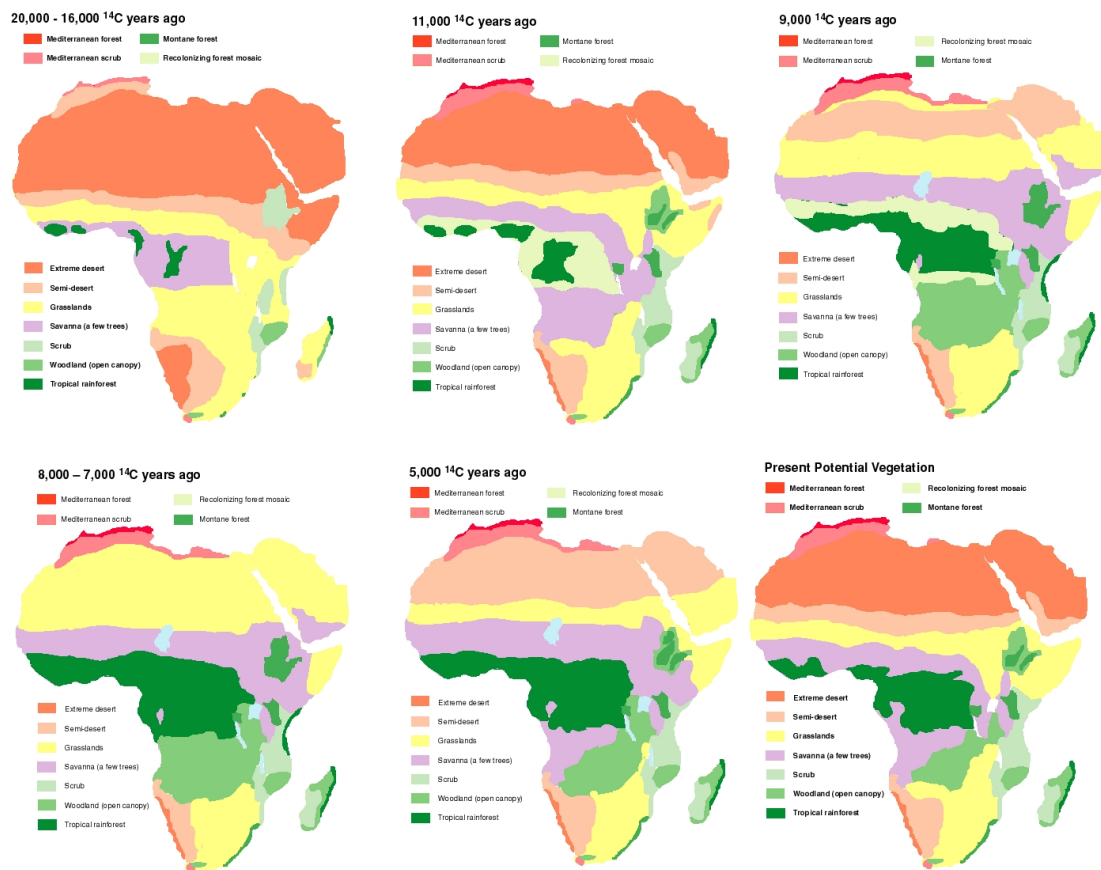 20,000 - 16,000 ¹⁴C years ago
Mediterranean forest
Montane forest
Mediterranean scrub
Recolonizing forest mosaic
Extreme desert
Semi-desert
Grasslands
Savanna (a few trees)
Scrub
Woodland (open canopy)
Tropical rainforest
11,000 ¹⁴C years ago
Mediterranean forest
Montane forest
Mediterranean scrub
Recolonizing forest mosaic
Extreme desert
Semi-desert
Grasslands
Savanna (a few trees)
Scrub
Woodland (open canopy)
Tropical rainforest
9,000 ¹⁴C years ago
Mediterranean forest
Recolonizing forest mosaic
Mediterranean scrub
Montane forest
Extreme desert
Semi-desert
Grasslands
Savanna (a few trees)
Scrub
Woodland (open canopy)
Tropical rainforest
8,000 – 7,000 ¹⁴C years ago
Mediterranean forest
Recolonizing forest mosaic
Mediterranean scrub
Montane forest
Extreme desert
Semi-desert
Grasslands
Savanna (a few trees)
Scrub
Woodland (open canopy)
Tropical rainforest
5,000 ¹⁴C years ago
Mediterranean forest
Recolonizing forest mosaic
Mediterranean scrub
Montane forest
Extreme desert
Semi-desert
Grasslands
Savanna (a few trees)
Scrub
Woodland (open canopy)
Tropical rainforest
Present Potential Vegetation
Mediterranean forest
Recolonizing forest mosaic
Mediterranean scrub
Montane forest
Extreme desert
Semi-desert
Grasslands
Savanna (a few trees)
Scrub
Woodland (open canopy)
Tropical rainforest